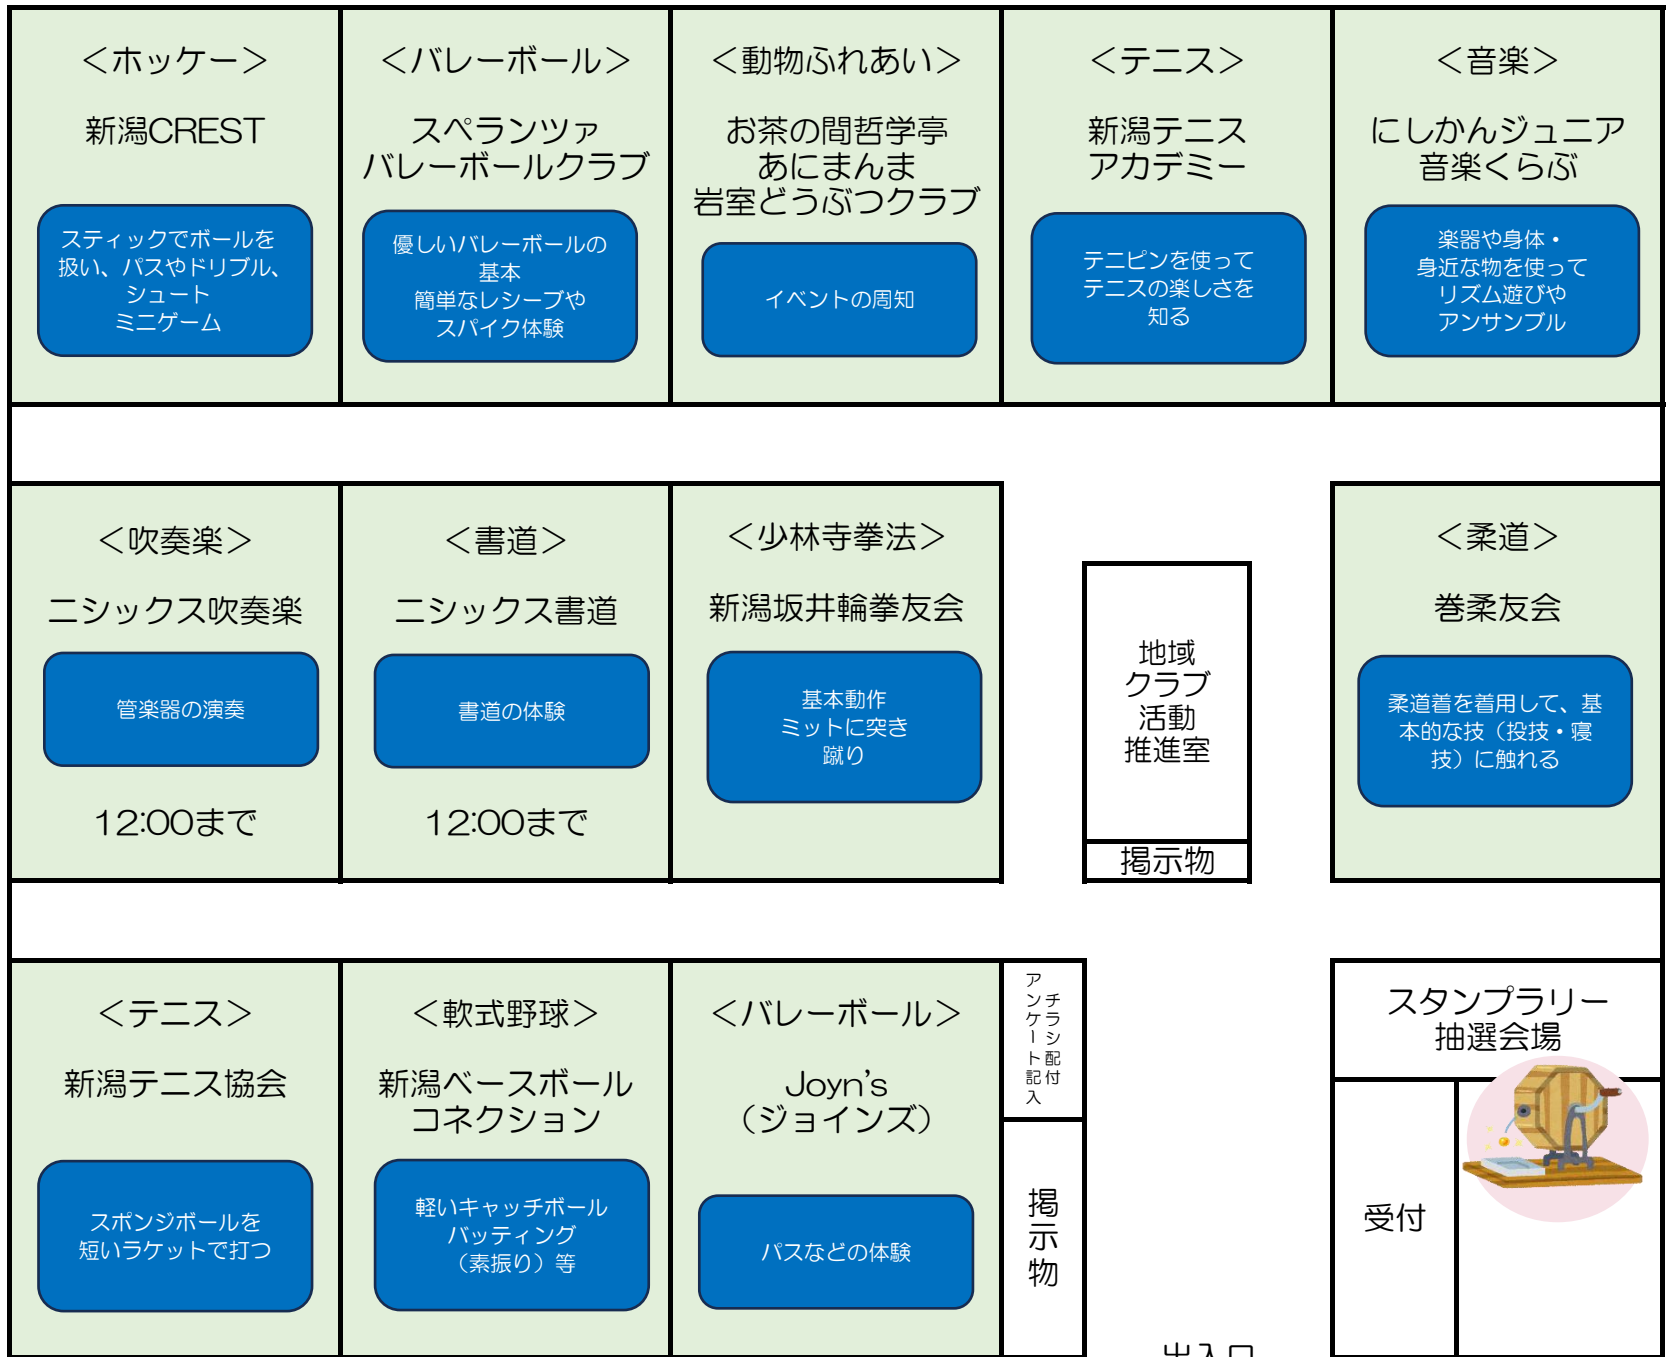 ＜ホッケー＞
新潟CREST
スティックでボールを
扱い、パスやドリブル、
シュート
ミニゲーム
＜バレーボール＞
スペランツァ
バレーボールクラブ
優しいバレーボールの
基本
簡単なレシーブや
スパイク体験
＜動物ふれあい＞
お茶の間哲学亭
あにまんま
岩室どうぶつクラブ
イベントの周知
＜テニス＞
新潟テニス
アカデミー
テニピンを使って
テニスの楽しさを
知る
＜音楽＞
にしかんジュニア
音楽くらぶ
楽器や身体・
身近な物を使って
リズム遊びや
アンサンブル
＜吹奏楽＞
ニシックス吹奏楽
管楽器の演奏
12:00まで
＜書道＞
ニシックス書道
書道の体験
12:00まで
＜少林寺拳法＞
新潟坂井輪拳友会
基本動作
ミットに突き
蹴り
地域
クラブ
活動
推進室
掲示物
＜柔道＞
巻柔友会
柔道着を着用して、基
本的な技（投技・寝
技）に触れる
＜テニス＞
新潟テニス協会
スポンジボールを
短いラケットで打つ
＜軟式野球＞
新潟ベースボール
コネクション
軽いキャッチボール
バッティング
（素振り）等
＜バレーボール＞
Joyn’s
（ジョインズ）
パスなどの体験
チラシ配付
アンケート記入
掲示物
スタンプラリー
抽選会場
受付
出入口